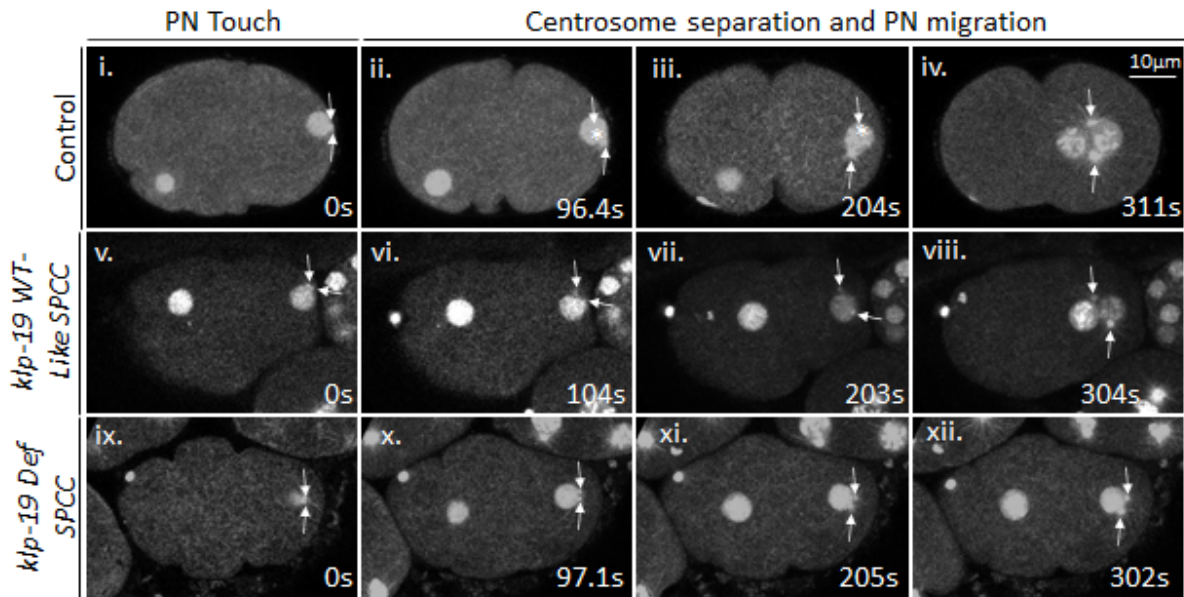 PN Touch
Centrosome separation and PN migration
Control
i.
0s
ii.
96.4s
*
iii.
204s
*
iv.
10µm
311s
klp-19 WT-
Like SPCC
v.
0s
vi.
104s
vii.
203s
viii.
304s
klp-19 Def
SPCC
ix.
0s
x.
97.1s
xi.
205s
xii.
302s